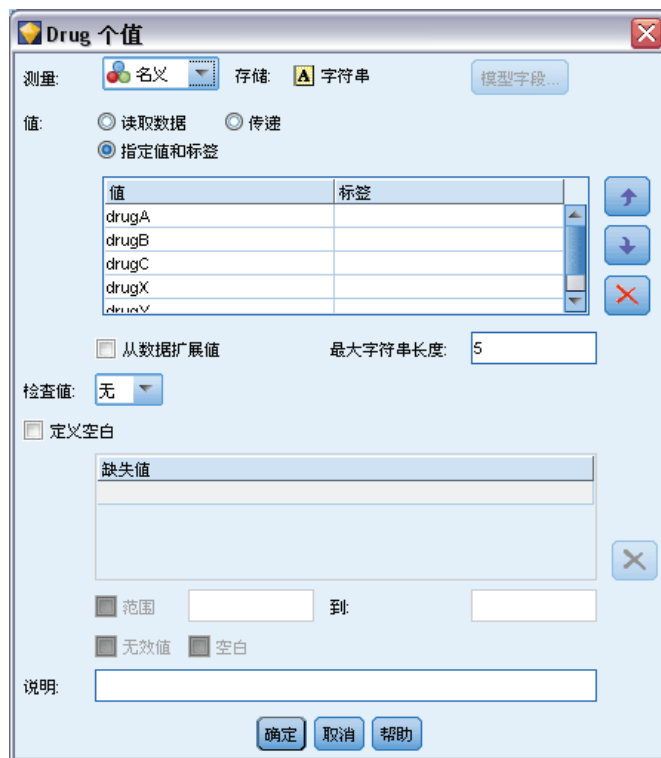 Drug 个值
测量: 名义 存储: A 字符串 模型字段...
值: 读取数据 传递
指定值和标签
值 标签
drugA
drugB
drugC
drugX
drugY
从数据扩展值 最大字符串长度: 5
检查值: 无
定义空白
缺失值
范围 到:
无效值 空白
说明:
确定 取消 帮助